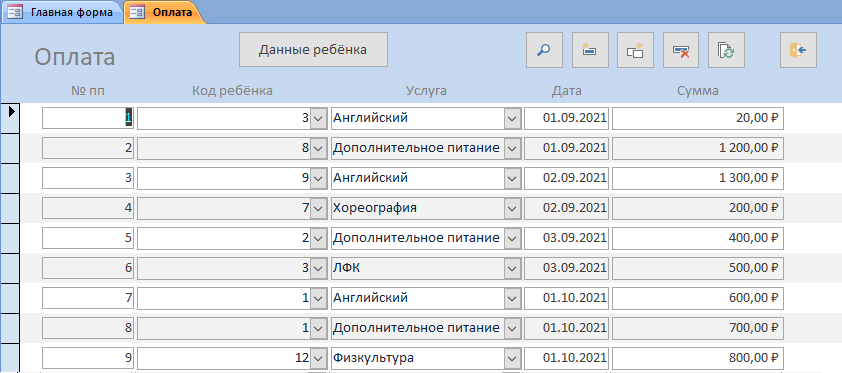 Главная форма Оплата
Оплата Данные ребёнка
№ пп Код ребёнка Услуга Дата Сумма
1 3 Английский 01.09.2021 20,00 ₽
2 8 Дополнительное питание 01.09.2021 1 200,00 ₽
3 9 Английский 02.09.2021 1 300,00 ₽
4 7 Хореография 02.09.2021 200,00 ₽
5 2 Дополнительное питание 03.09.2021 400,00 ₽
6 3 ЛФК 03.09.2021 500,00 ₽
7 1 Английский 01.10.2021 600,00 ₽
8 1 Дополнительное питание 01.10.2021 700,00 ₽
9 12 Физкультура 01.10.2021 800,00 ₽